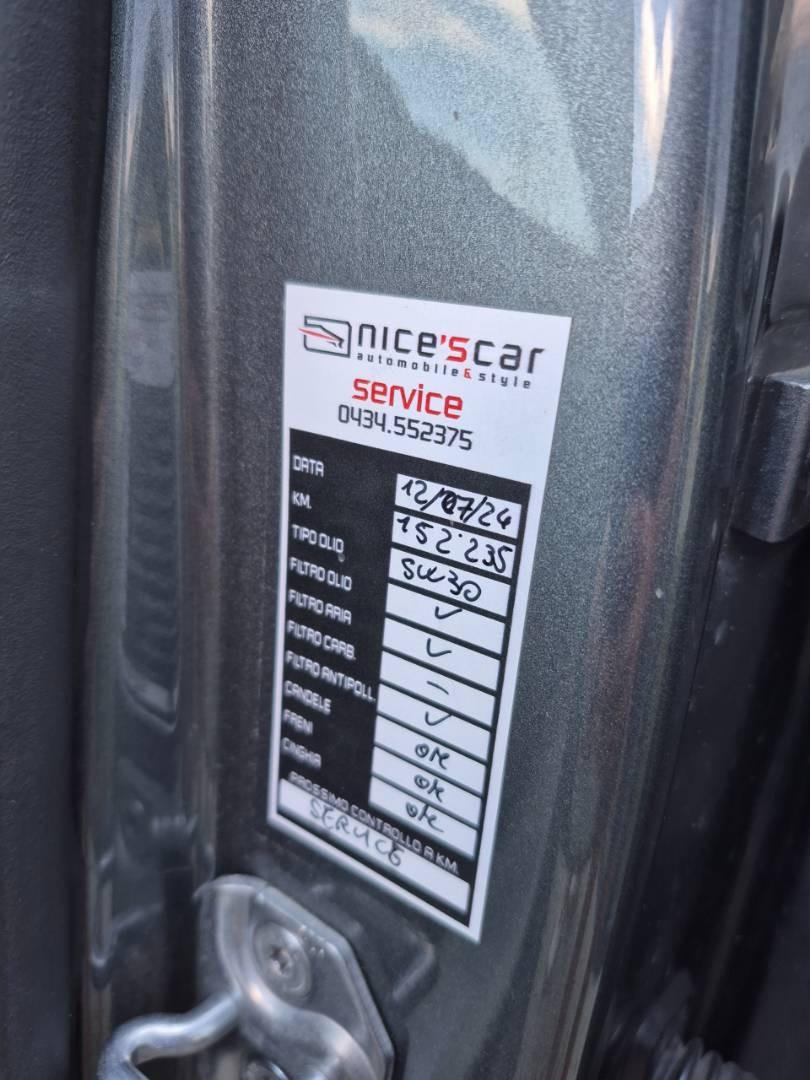 nice'scar
automobile & style
service
0434.552375
DATA 12/07/24
KM. 152'235
TIPO OLIO 5W30
FILTRO OLIO ✓
FILTRO ARIA ✓
FILTRO CARB. –
FILTRO ANTIPOLL. ✓
CANDELE OK
FRENI OK
CINGHIA OK
PROSSIMO CONTROLLO A KM.
SERVICE